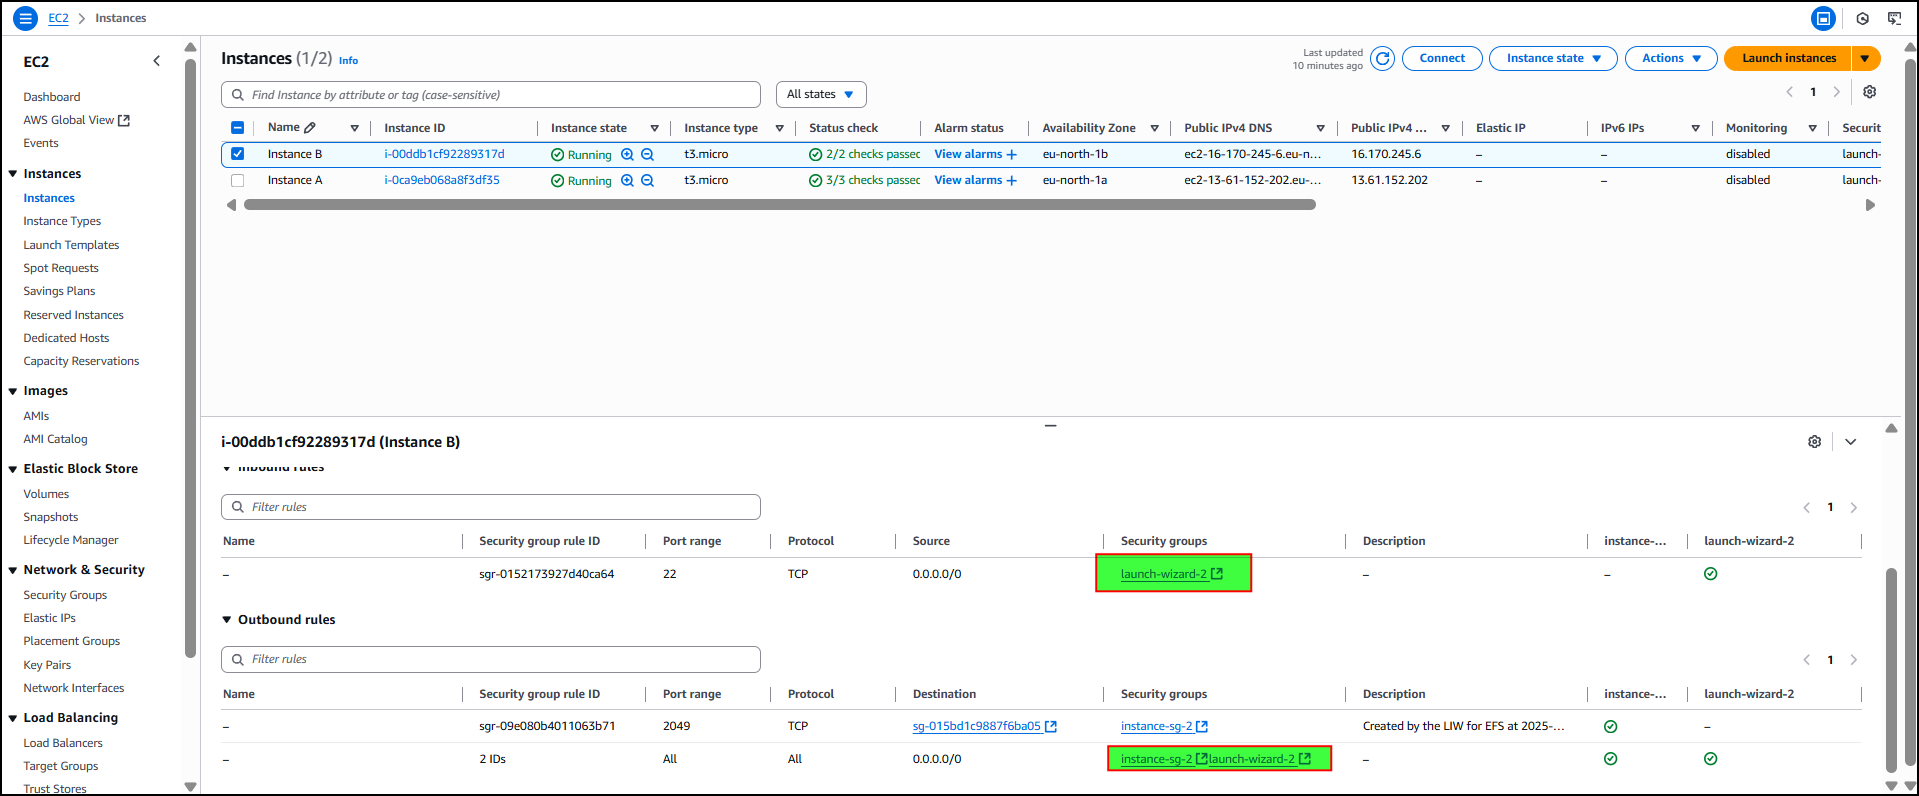 EC2 > Instances
EC2
Dashboard
AWS Global View
Events
Instances
Instances
Instance Types
Launch Templates
Spot Requests
Savings Plans
Reserved Instances
Dedicated Hosts
Capacity Reservations
Images
AMIs
AMI Catalog
Elastic Block Store
Volumes
Snapshots
Lifecycle Manager
Network & Security
Security Groups
Elastic IPs
Placement Groups
Key Pairs
Network Interfaces
Load Balancing
Load Balancers
Target Groups
Trust Stores
Instances (1/2) Info
Last updated
10 minutes ago
Connect
Instance state
Actions
Launch instances
Find Instance by attribute or tag (case-sensitive)
All states
1
Name Instance ID Instance state Instance type Status check Alarm status Availability Zone Public IPv4 DNS Public IPv4 ... Elastic IP IPv6 IPs Monitoring Securit
Instance B i-00ddb1cf92289317d Running t3.micro 2/2 checks passec View alarms + eu-north-1b ec2-16-170-245-6.eu-n... 16.170.245.6 – – disabled launch-
Instance A i-0ca9eb068a8f3df35 Running t3.micro 3/3 checks passec View alarms + eu-north-1a ec2-13-61-152-202.eu-... 13.61.152.202 – – disabled launch-
i-00ddb1cf92289317d (Instance B)
Inbound rules
Filter rules
1
Name Security group rule ID Port range Protocol Source Security groups Description instance-... launch-wizard-2
– sgr-0152173927d40ca64 22 TCP 0.0.0.0/0 launch-wizard-2 – –
Outbound rules
Filter rules
1
Name Security group rule ID Port range Protocol Destination Security groups Description instance-... launch-wizard-2
– sgr-09e080b4011063b71 2049 TCP sg-015bd1c9887f6ba05 instance-sg-2 Created by the LIW for EFS at 2025-... –
– 2 IDs All All 0.0.0.0/0 instance-sg-2 launch-wizard-2 –